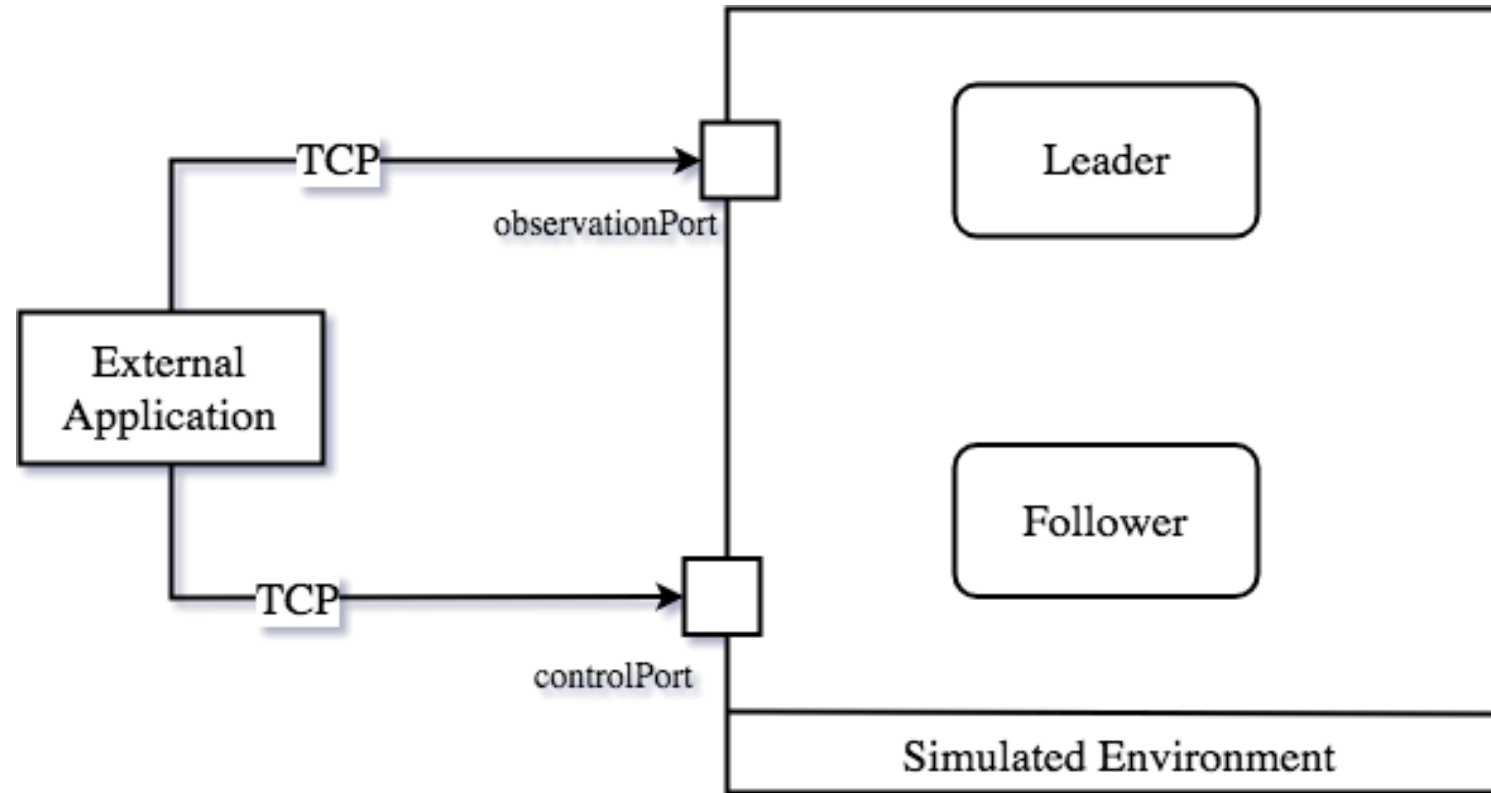 TCP
Leader
observationPort
External
Application
Follower
TCP
controlPort
Simulated Environment